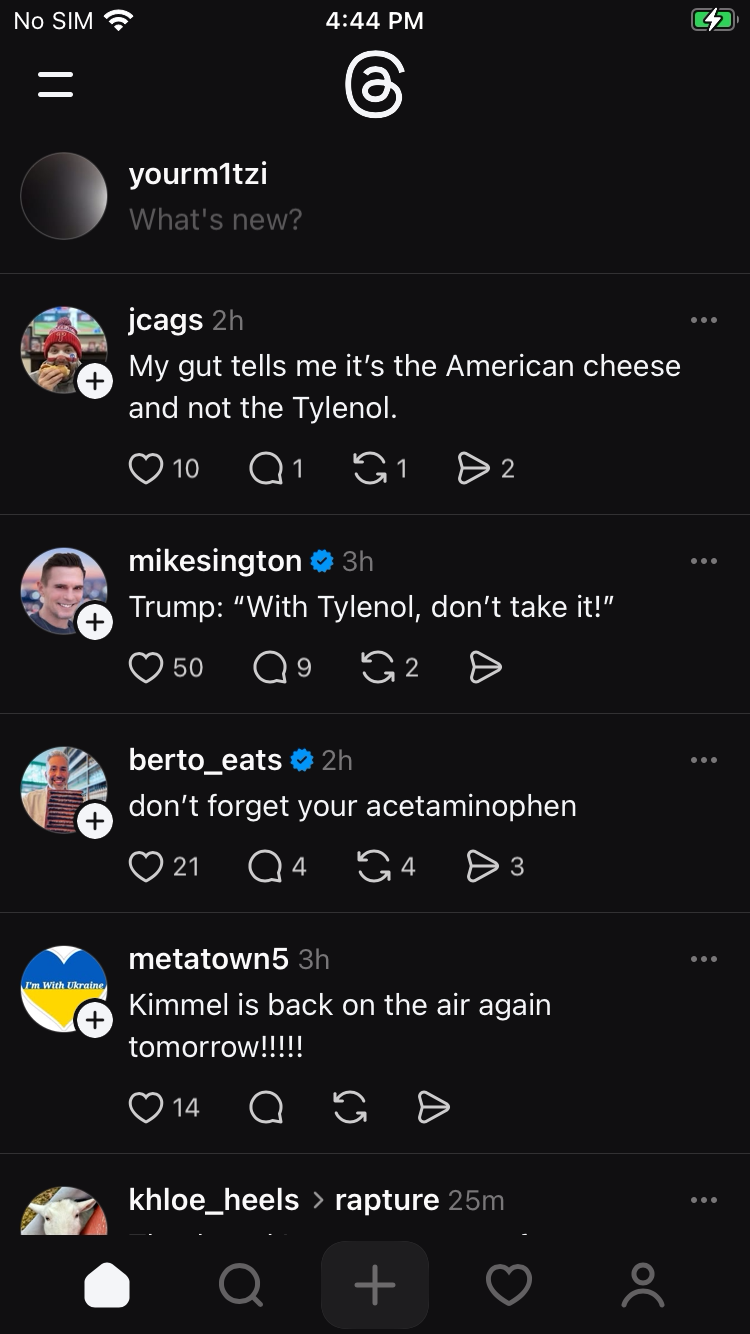 No SIM 4:44 PM
yourm1tzi
What's new?
jcags 2h
My gut tells me it’s the American cheese
and not the Tylenol.
10 1 1 2
mikesington 3h
Trump: “With Tylenol, don’t take it!”
50 9 2
berto_eats 2h
don’t forget your acetaminophen
21 4 4 3
metatown5 3h
I'm With Ukraine
Kimmel is back on the air again
tomorrow!!!!!
14
khloe_heels > rapture 25m